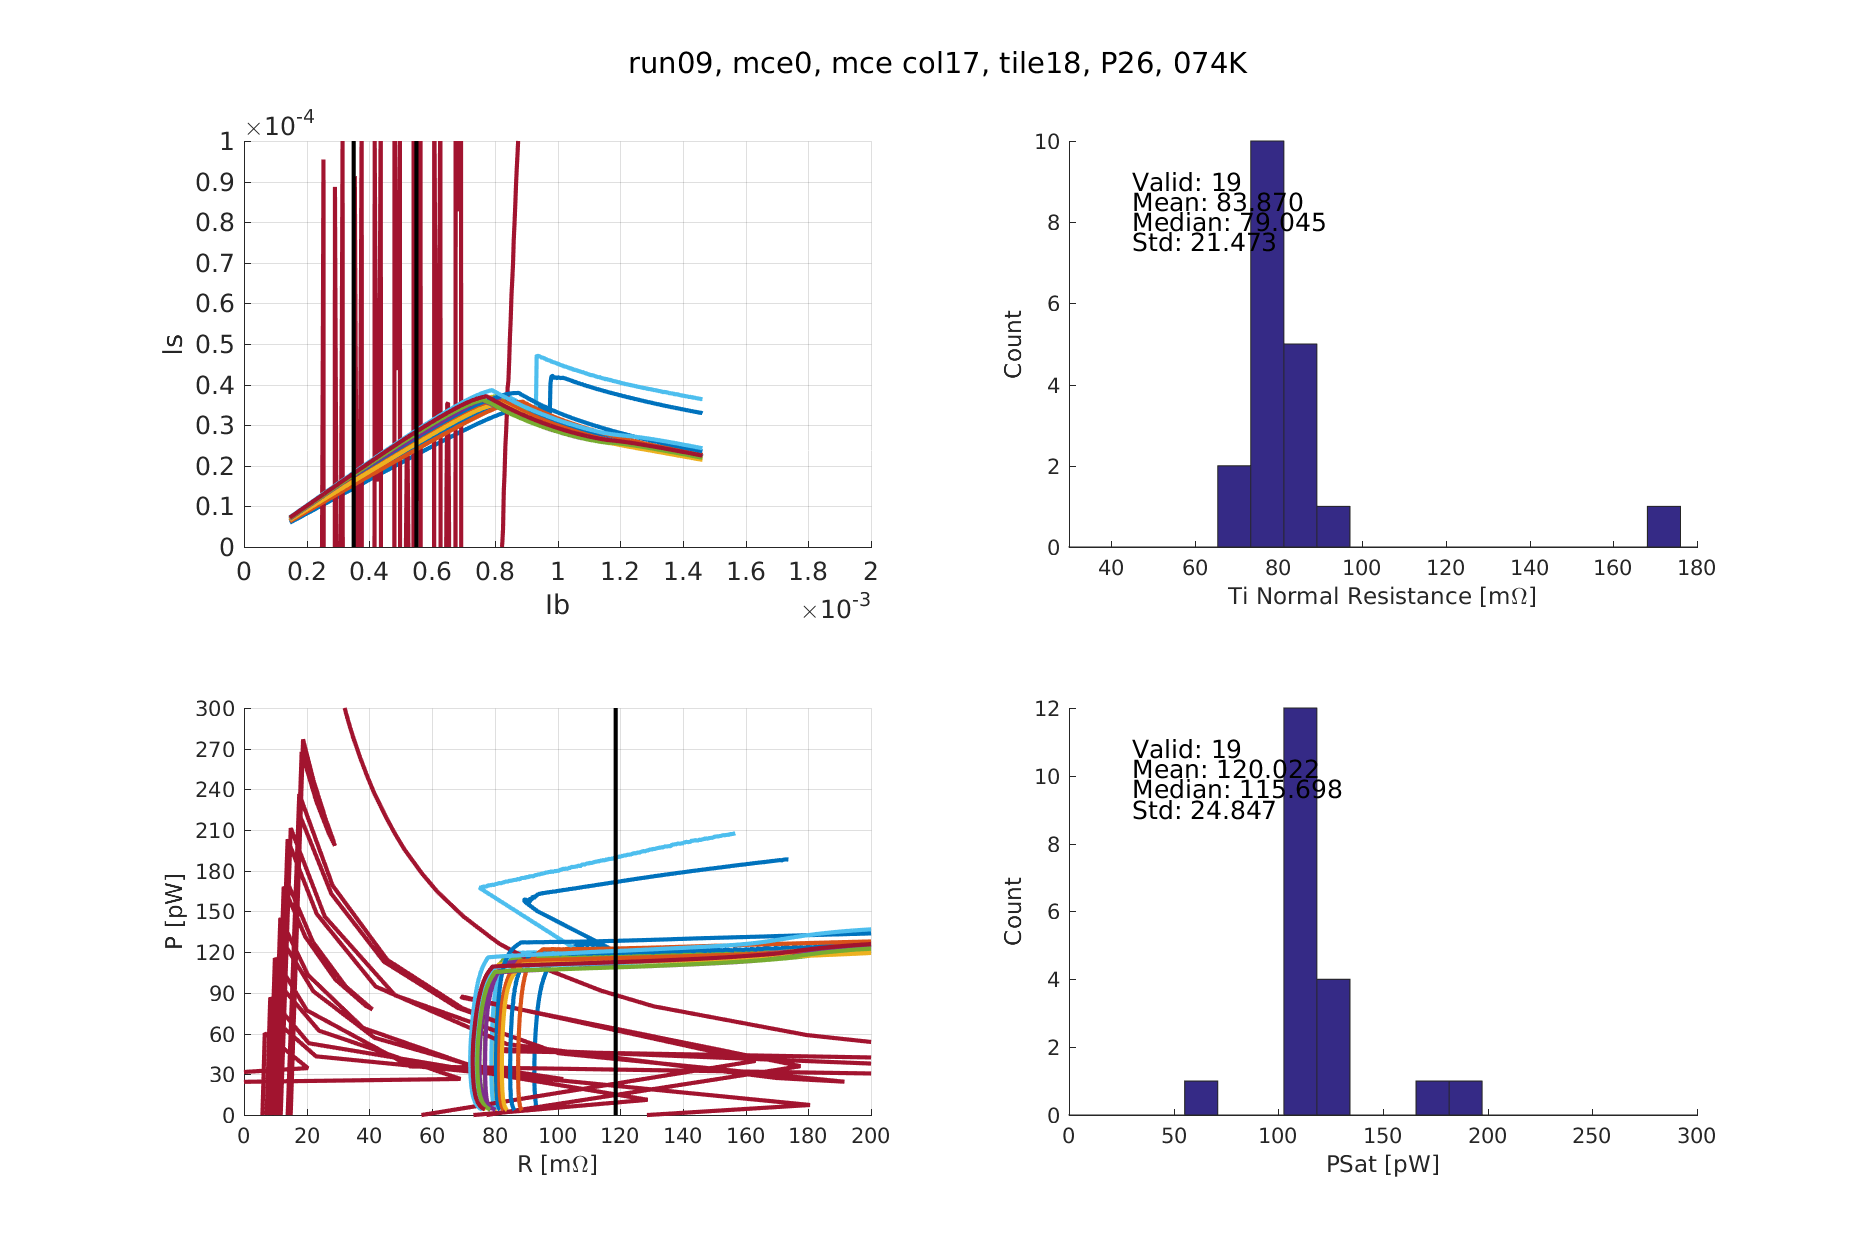 run09, mce0, mce col17, tile18, P26, 074K
×10-4
1
0.9
0.8
0.7
0.6
0.5
0.4
0.3
0.2
0.1
0
Is
0 0.2 0.4 0.6 0.8 1 1.2 1.4 1.6 1.8 2
Ib
×10-3
10
8
6
4
2
0
Count
Valid: 19
Mean: 83.870
Median: 79.045
Std: 21.473
40 60 80 100 120 140 160 180
Ti Normal Resistance [mΩ]
300
270
240
210
180
150
120
90
60
30
0
P [pW]
0 20 40 60 80 100 120 140 160 180 200
R [mΩ]
12
10
8
6
4
2
0
Count
Valid: 19
Mean: 120.022
Median: 115.698
Std: 24.847
0 50 100 150 200 250 300
PSat [pW]